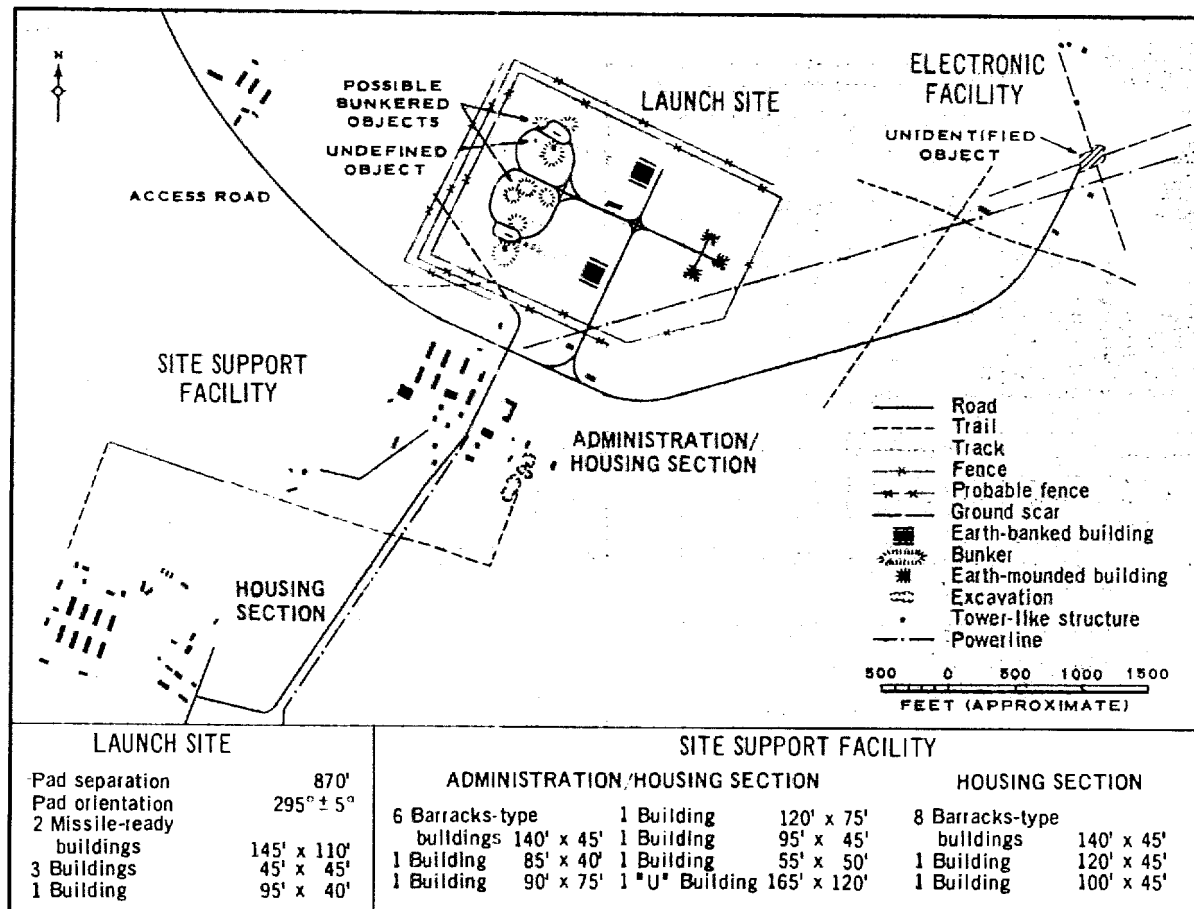 N
POSSIBLE
BUNKERED
OBJECTS
UNDEFINED
OBJECT
LAUNCH SITE
ELECTRONIC
FACILITY
UNIDENTIFIED
OBJECT
ACCESS ROAD
SITE SUPPORT
FACILITY
ADMINISTRATION/
HOUSING SECTION
HOUSING
SECTION
Road
Trail
Track
Fence
Probable fence
Ground scar
Earth-banked building
Bunker
Earth-mounded building
Excavation
Tower-like structure
Powerline
500 0 500 1000 1500
FEET (APPROXIMATE)
LAUNCH SITE
Pad separation 870'
Pad orientation 295° ± 5°
2 Missile-ready
buildings 145' x 110'
3 Buildings 45' x 45'
1 Building 95' x 40'
SITE SUPPORT FACILITY
ADMINISTRATION/HOUSING SECTION
6 Barracks-type
buildings 140' x 45'
1 Building 85' x 40'
1 Building 90' x 75'
1 Building 120' x 75'
1 Building 95' x 45'
1 Building 55' x 50'
1 "U" Building 165' x 120'
HOUSING SECTION
8 Barracks-type
buildings 140' x 45'
1 Building 120' x 45'
1 Building 100' x 45'